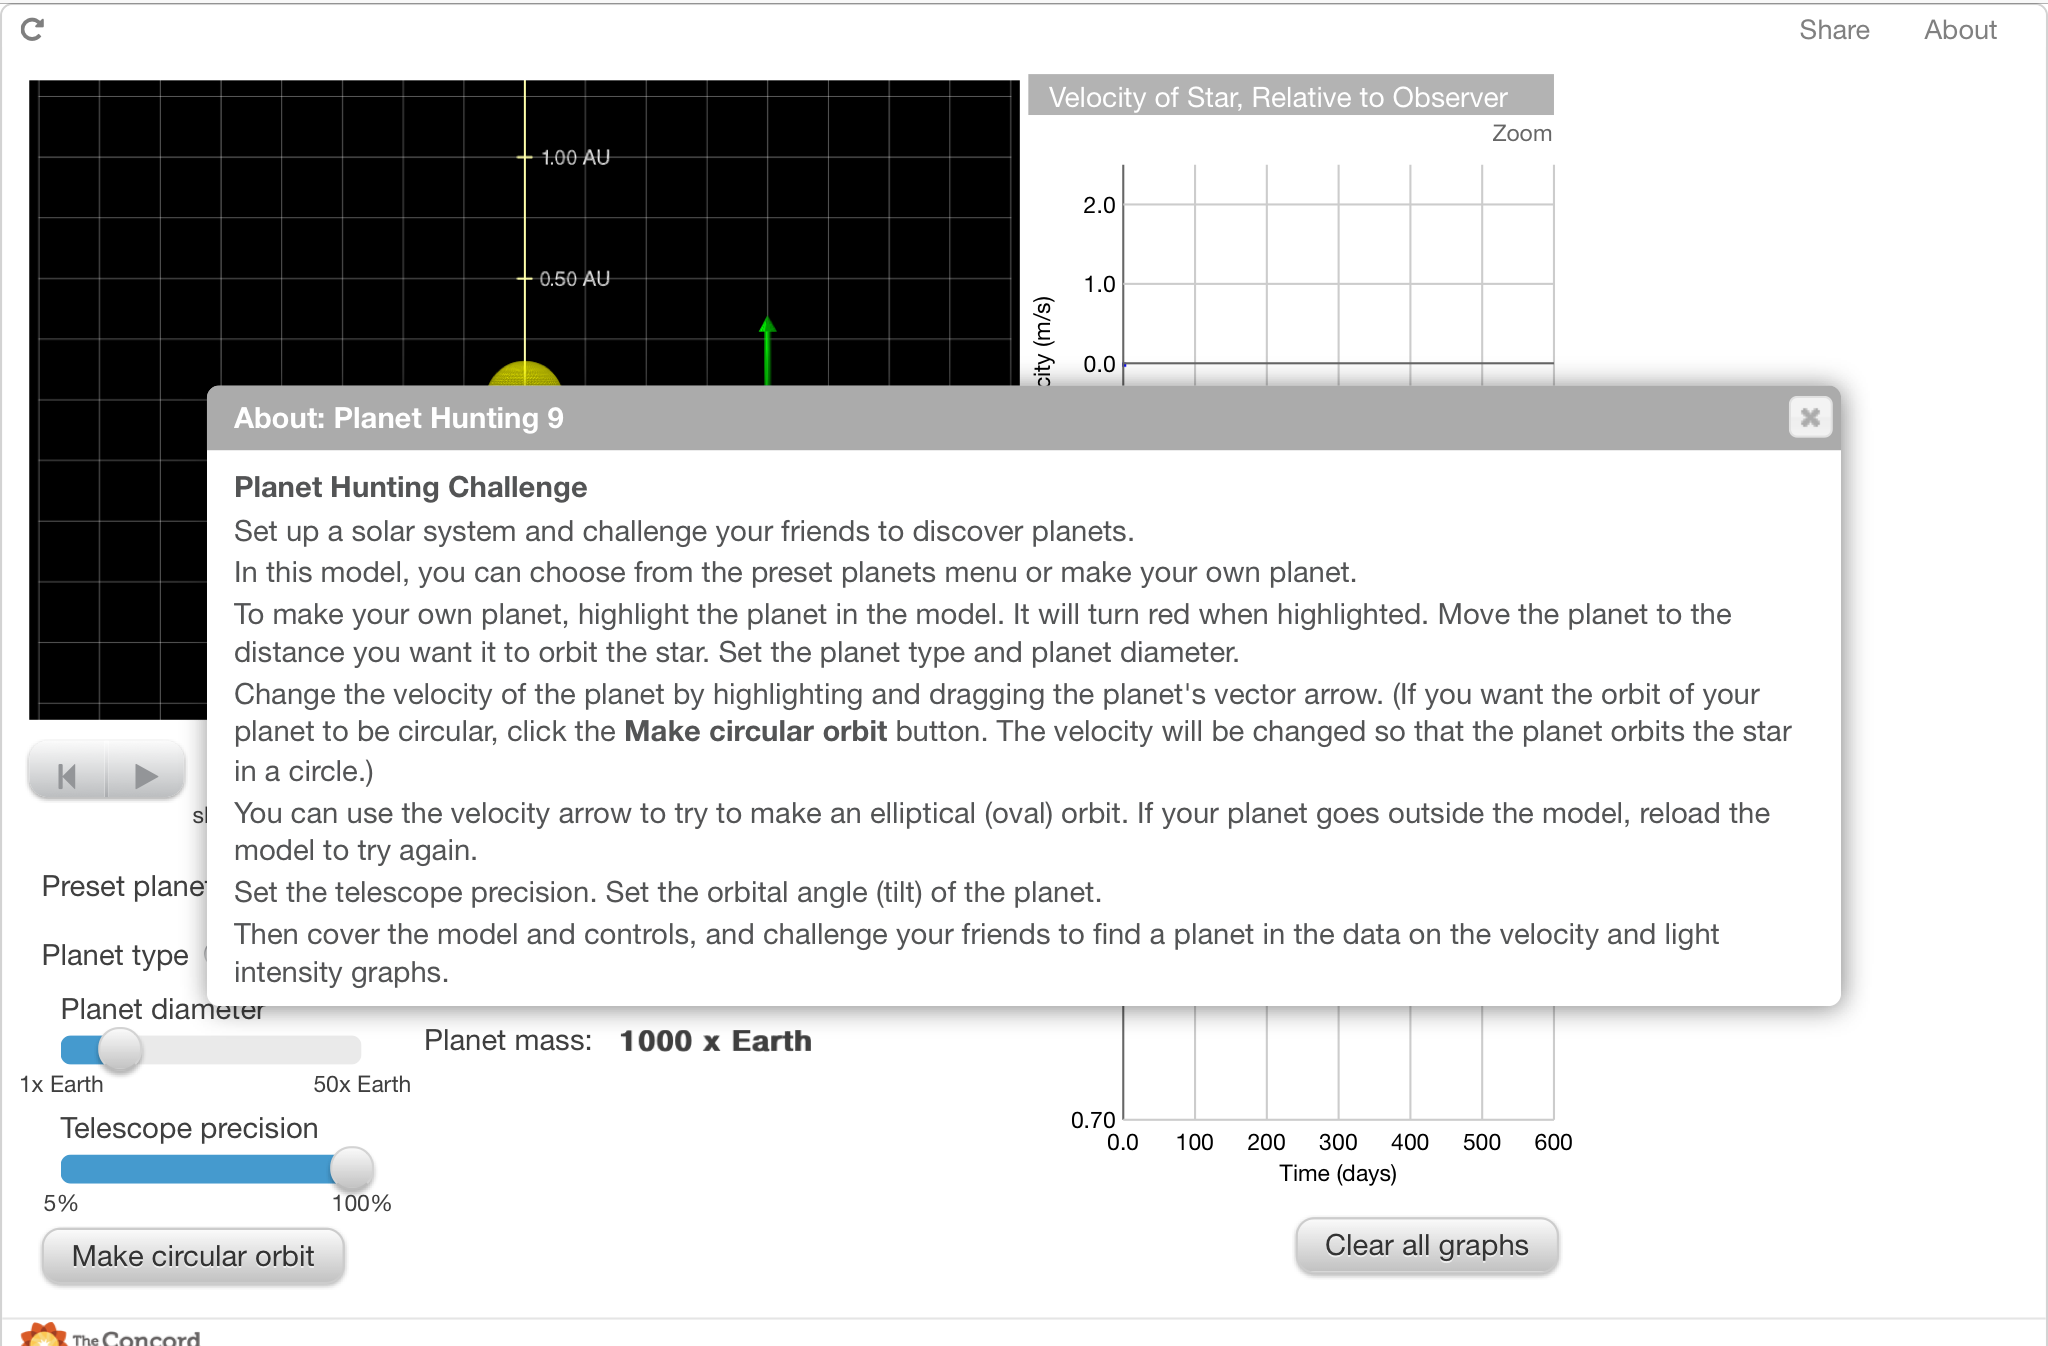 Share About
Velocity of Star, Relative to Observer
Zoom
1.00 AU
0.50 AU
2.0
1.0
0.0
city (m/s)
About: Planet Hunting 9
Planet Hunting Challenge
Set up a solar system and challenge your friends to discover planets.
In this model, you can choose from the preset planets menu or make your own planet.
To make your own planet, highlight the planet in the model. It will turn red when highlighted. Move the planet to the
distance you want it to orbit the star. Set the planet type and planet diameter.
Change the velocity of the planet by highlighting and dragging the planet's vector arrow. (If you want the orbit of your
planet to be circular, click the Make circular orbit button. The velocity will be changed so that the planet orbits the star
in a circle.)
You can use the velocity arrow to try to make an elliptical (oval) orbit. If your planet goes outside the model, reload the
model to try again.
Set the telescope precision. Set the orbital angle (tilt) of the planet.
Then cover the model and controls, and challenge your friends to find a planet in the data on the velocity and light
intensity graphs.
Preset plane
Planet type
Planet diameter
1x Earth 50x Earth
Planet mass: 1000 x Earth
Telescope precision
5% 100%
Make circular orbit
0.70
0.0 100 200 300 400 500 600
Time (days)
Clear all graphs
The Concord